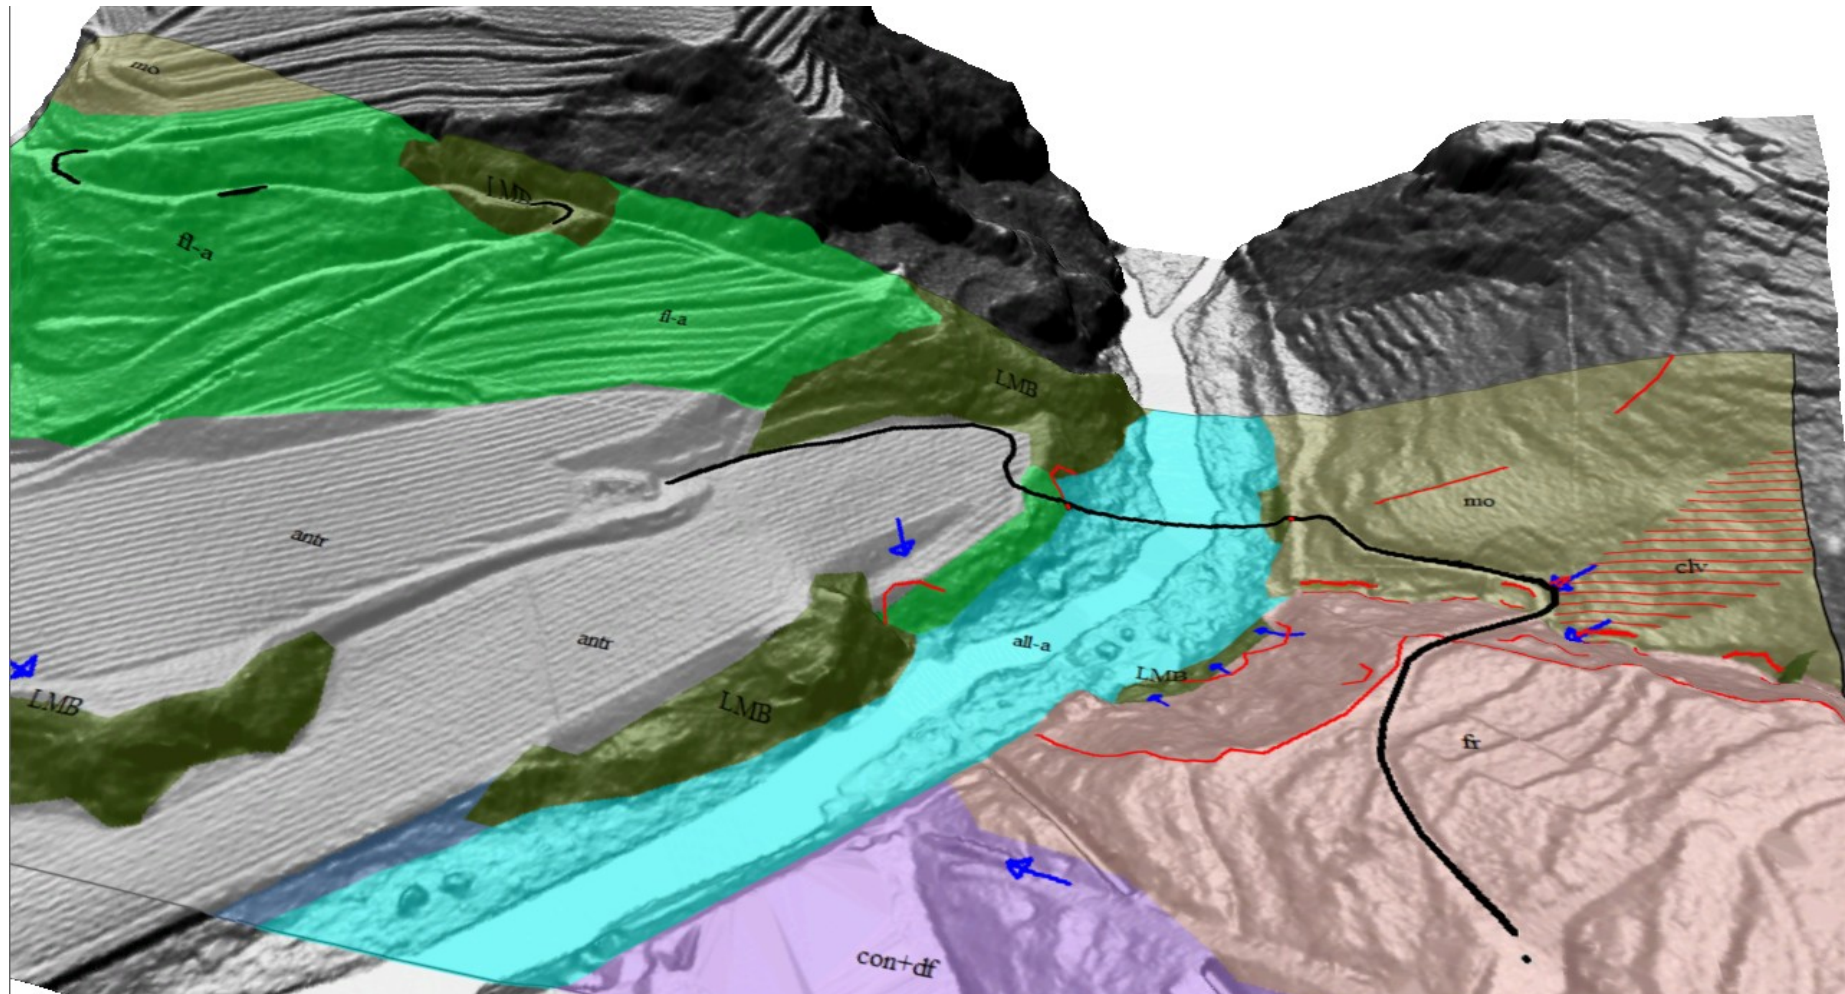 mo
LMB
fl-a
fl-a
LMB
mo
antr
clv
antr
all-a
LMB
LMB
LMB
fr
con+df